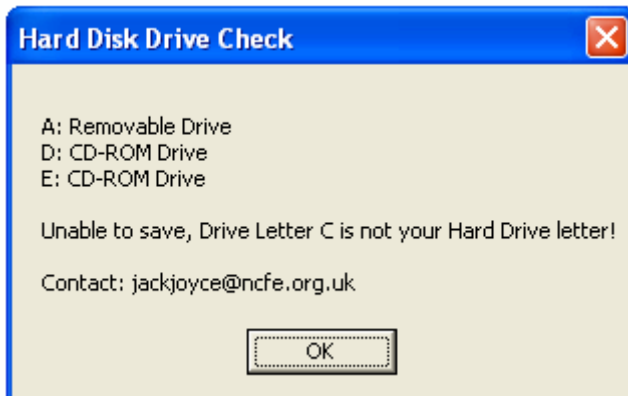 Hard Disk Drive Check
A: Removable Drive
D: CD-ROM Drive
E: CD-ROM Drive
Unable to save, Drive Letter C is not your Hard Drive letter!
Contact: jackjoyce@ncfe.org.uk
OK